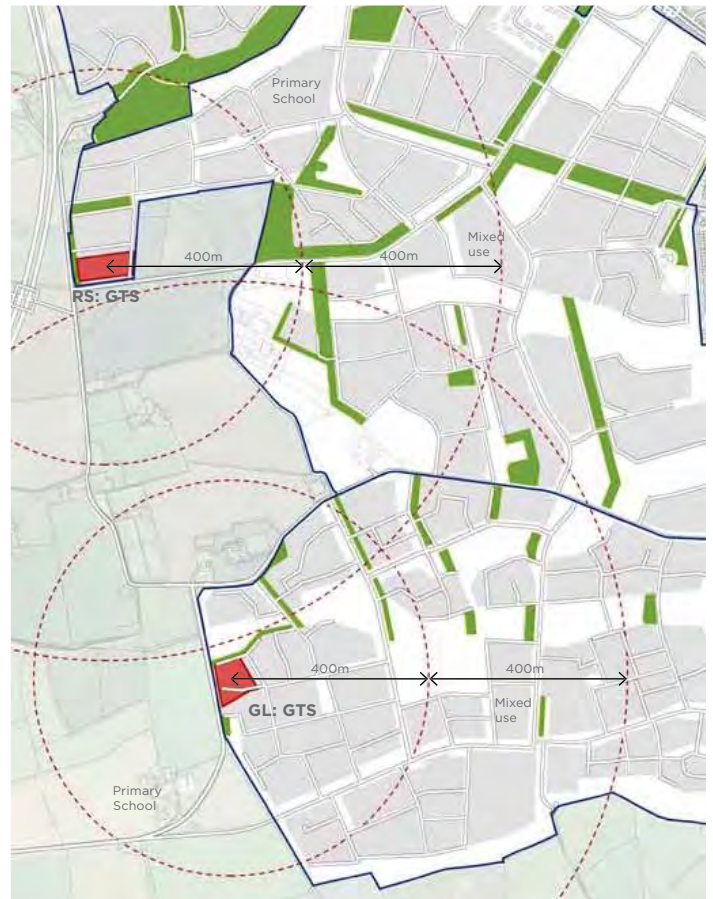 Primary
School
Mixed
use
400m
400m
RS: GTS
400m
400m
Mixed
use
GL: GTS
Primary
School